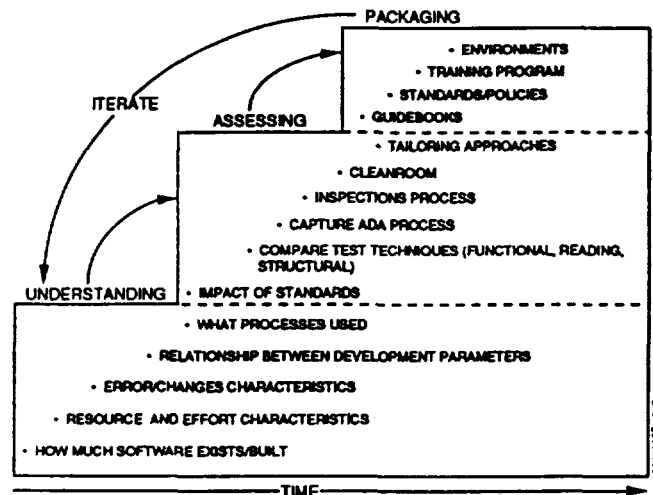 PACKAGING
• ENVIRONMENTS
• TRAINING PROGRAM
• STANDARDS/POLICIES
• GUIDEBOOKS
ITERATE
ASSESSING
• TAILORING APPROACHES
• CLEANROOM
• INSPECTIONS PROCESS
• CAPTURE ADA PROCESS
• COMPARE TEST TECHNIQUES (FUNCTIONAL, READING,
STRUCTURAL)
• IMPACT OF STANDARDS
UNDERSTANDING
• WHAT PROCESSES USED
• RELATIONSHIP BETWEEN DEVELOPMENT PARAMETERS
• ERROR/CHANGES CHARACTERISTICS
• RESOURCE AND EFFORT CHARACTERISTICS
• HOW MUCH SOFTWARE EXISTS/BUILT
TIME